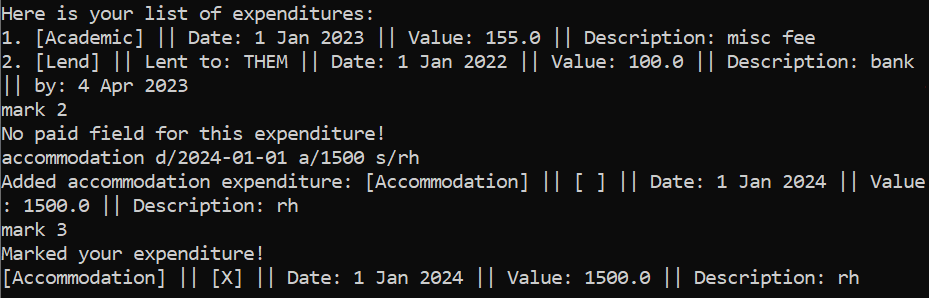 Here is your list of expenditures:
1. [Academic] || Date: 1 Jan 2023 || Value: 155.0 || Description: misc fee
2. [Lend] || Lent to: THEM || Date: 1 Jan 2022 || Value: 100.0 || Description: bank
|| by: 4 Apr 2023
mark 2
No paid field for this expenditure!
accommodation d/2024-01-01 a/1500 s/rh
Added accommodation expenditure: [Accommodation] || [ ] || Date: 1 Jan 2024 || Value
: 1500.0 || Description: rh
mark 3
Marked your expenditure!
[Accommodation] || [X] || Date: 1 Jan 2024 || Value: 1500.0 || Description: rh